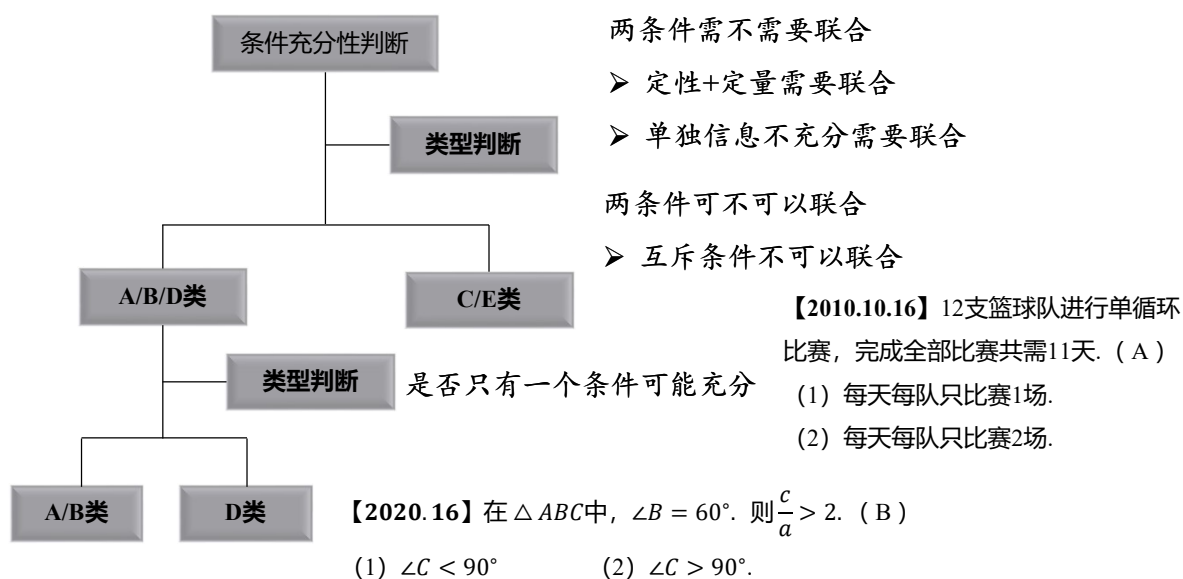 条件充分性判断
类型判断
A/B/D类
C/E类
类型判断
是否只有一个条件可能充分
A/B类
D类
两条件需不需要联合
➢ 定性+定量需要联合
➢ 单独信息不充分需要联合
两条件可不可以联合
➢ 互斥条件不可以联合
【2010.10.16】12支篮球队进行单循环
比赛，完成全部比赛共需11天.（A）
（1）每天每队只比赛1场.
（2）每天每队只比赛2场.
【2020.16】在 △ ABC中，∠B = 60°. 则 c/a > 2.（B）
（1）∠C < 90° （2）∠C > 90°.